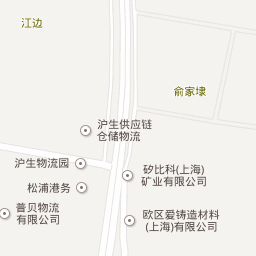 江边
俞家埭
沪生供应链
仓储物流
沪生物流园
矽比科(上海)
矿业有限公司
松浦港务
普贝物流
有限公司
欧区爱铸造材料
(上海)有限公司